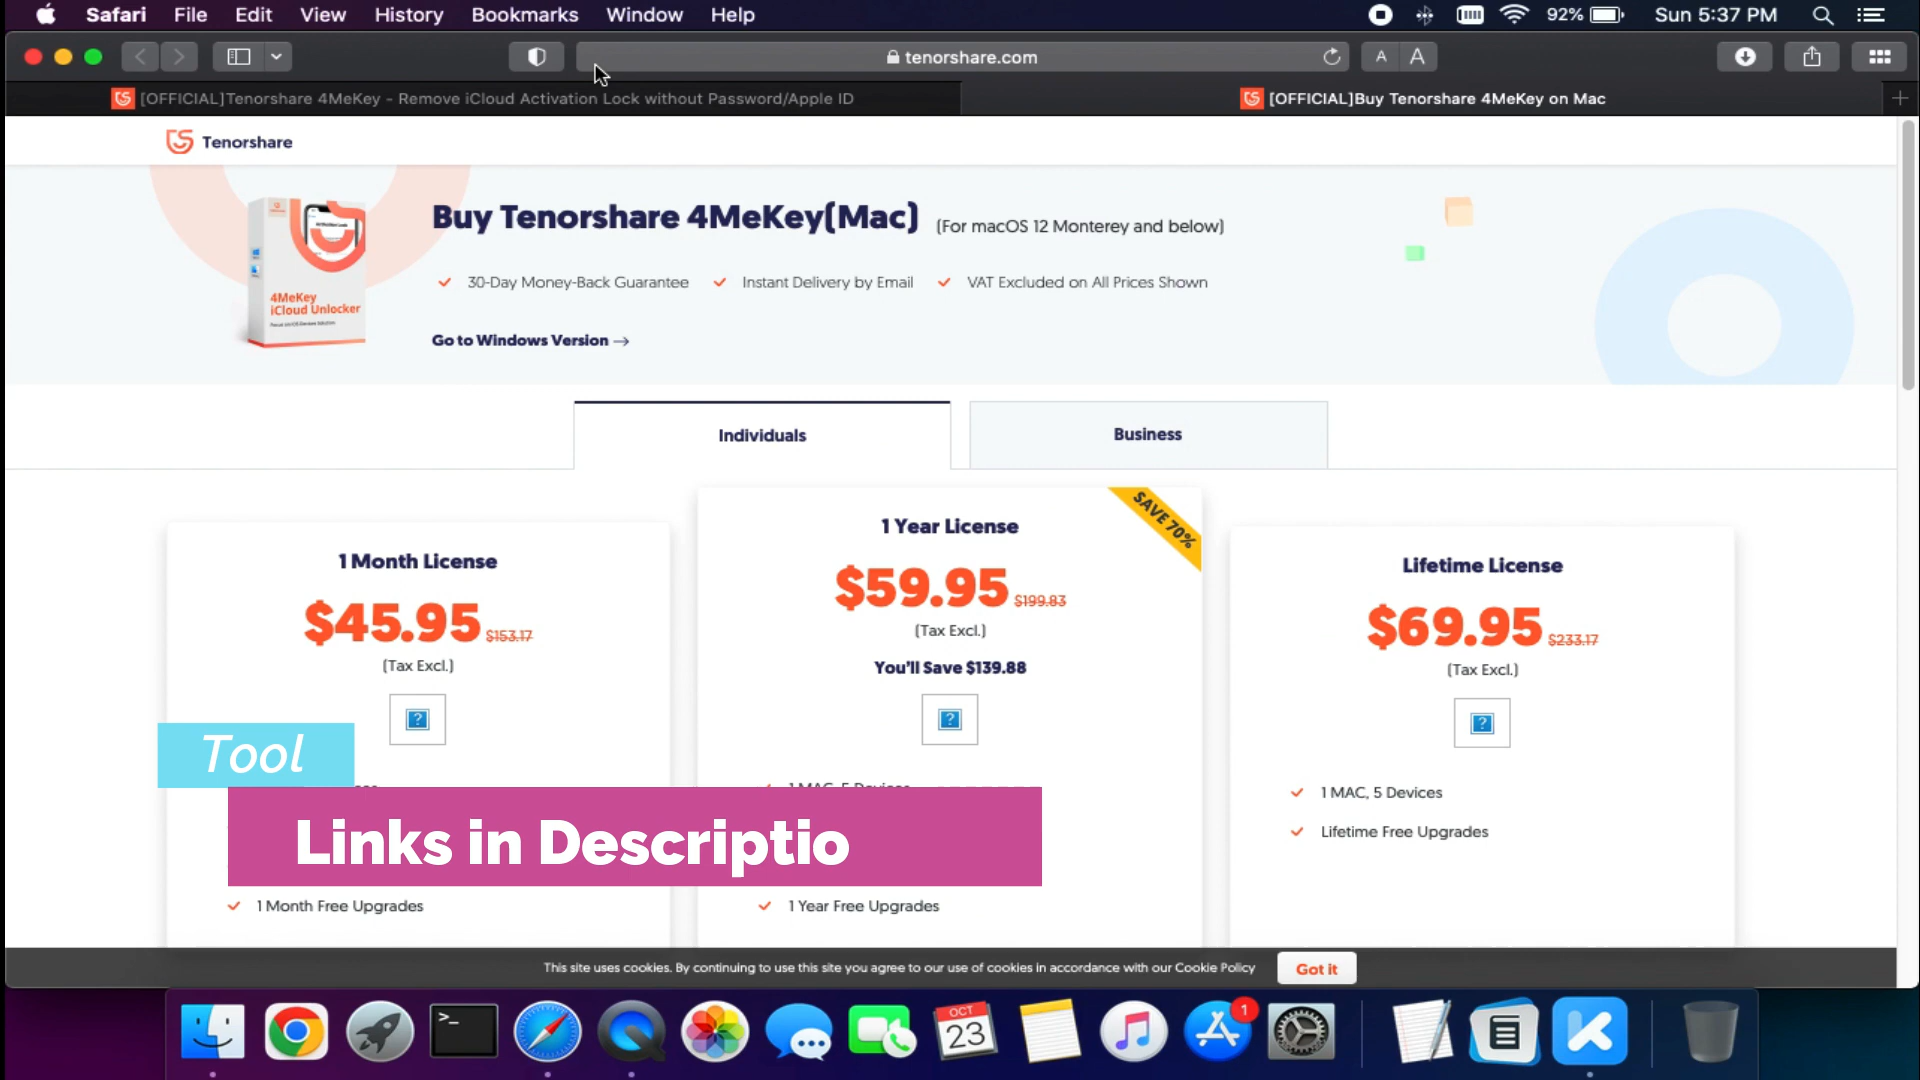 Safari File Edit View History Bookmarks Window Help 92% Sun 5:37 PM
tenorshare.com A A
[OFFICIAL]Tenorshare 4MeKey - Remove iCloud Activation Lock without Password/Apple ID
[OFFICIAL]Buy Tenorshare 4MeKey on Mac
Tenorshare
4MeKey
iCloud Unlocker
Buy Tenorshare 4MeKey(Mac) (For macOS 12 Monterey and below)
30-Day Money-Back Guarantee Instant Delivery by Email VAT Excluded on All Prices Shown
Go to Windows Version →
Individuals
Business
1 Month License
$45.95 $153.17
(Tax Excl.)
1 Month Free Upgrades
SAVE 70%
1 Year License
$59.95 $199.83
(Tax Excl.)
You'll Save $139.88
1 MAC, 5 Devices
1 Year Free Upgrades
Lifetime License
$69.95 $233.17
(Tax Excl.)
1 MAC, 5 Devices
Lifetime Free Upgrades
Tool
Links in Descriptio
This site uses cookies. By continuing to use this site you agree to our use of cookies in accordance with our Cookie Policy
Got it
OCT
23
1